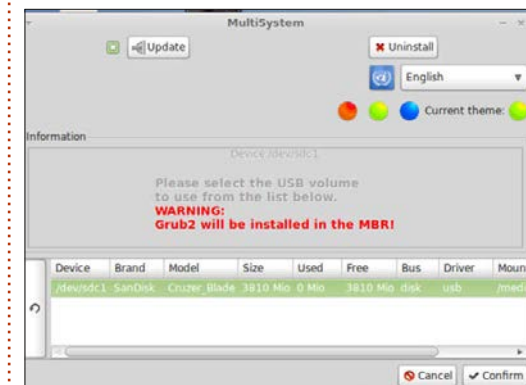 MultiSystem
Update
Uninstall
English
Current theme:
Information
Device:/dev/sdc1
Please select the USB volume
to use from the list below.
WARNING:
Grub2 will be installed in the MBR!
Device Brand Model Size Used Free Bus Driver Moun
/dev/sdc1 SanDisk Cruzer_Blade 3810 Mio 0 Mio 3810 Mio disk usb /medi
Cancel Confirm